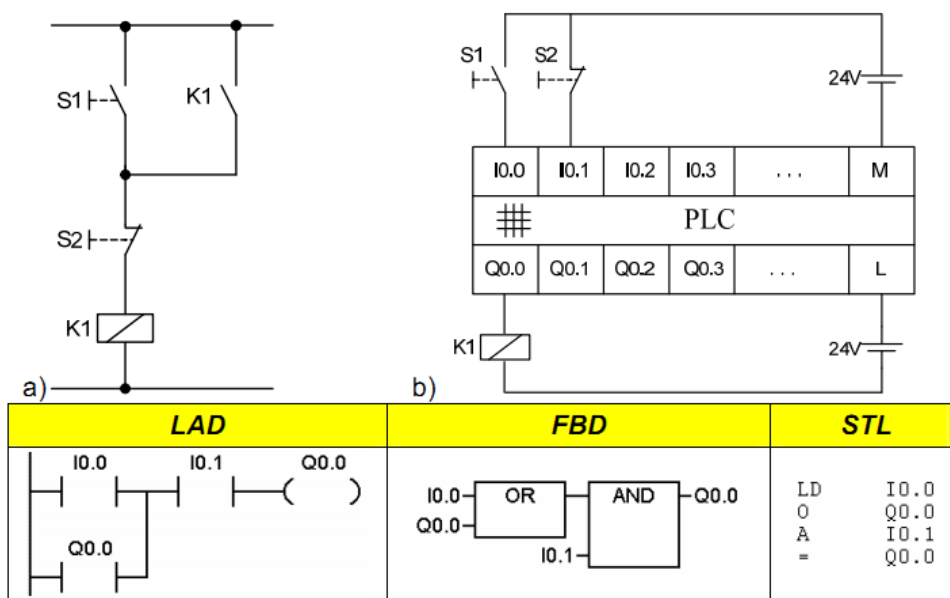 S1
K1
S2
K1
a)
S1
S2
24V
I0.0 I0.1 I0.2 I0.3 ... M
PLC
Q0.0 Q0.1 Q0.2 Q0.3 ... L
K1
24V
b)
LAD FBD STL
I0.0 I0.1 Q0.0
Q0.0
I0.0 OR AND Q0.0
Q0.0
I0.1
LD I0.0
O Q0.0
A I0.1
= Q0.0